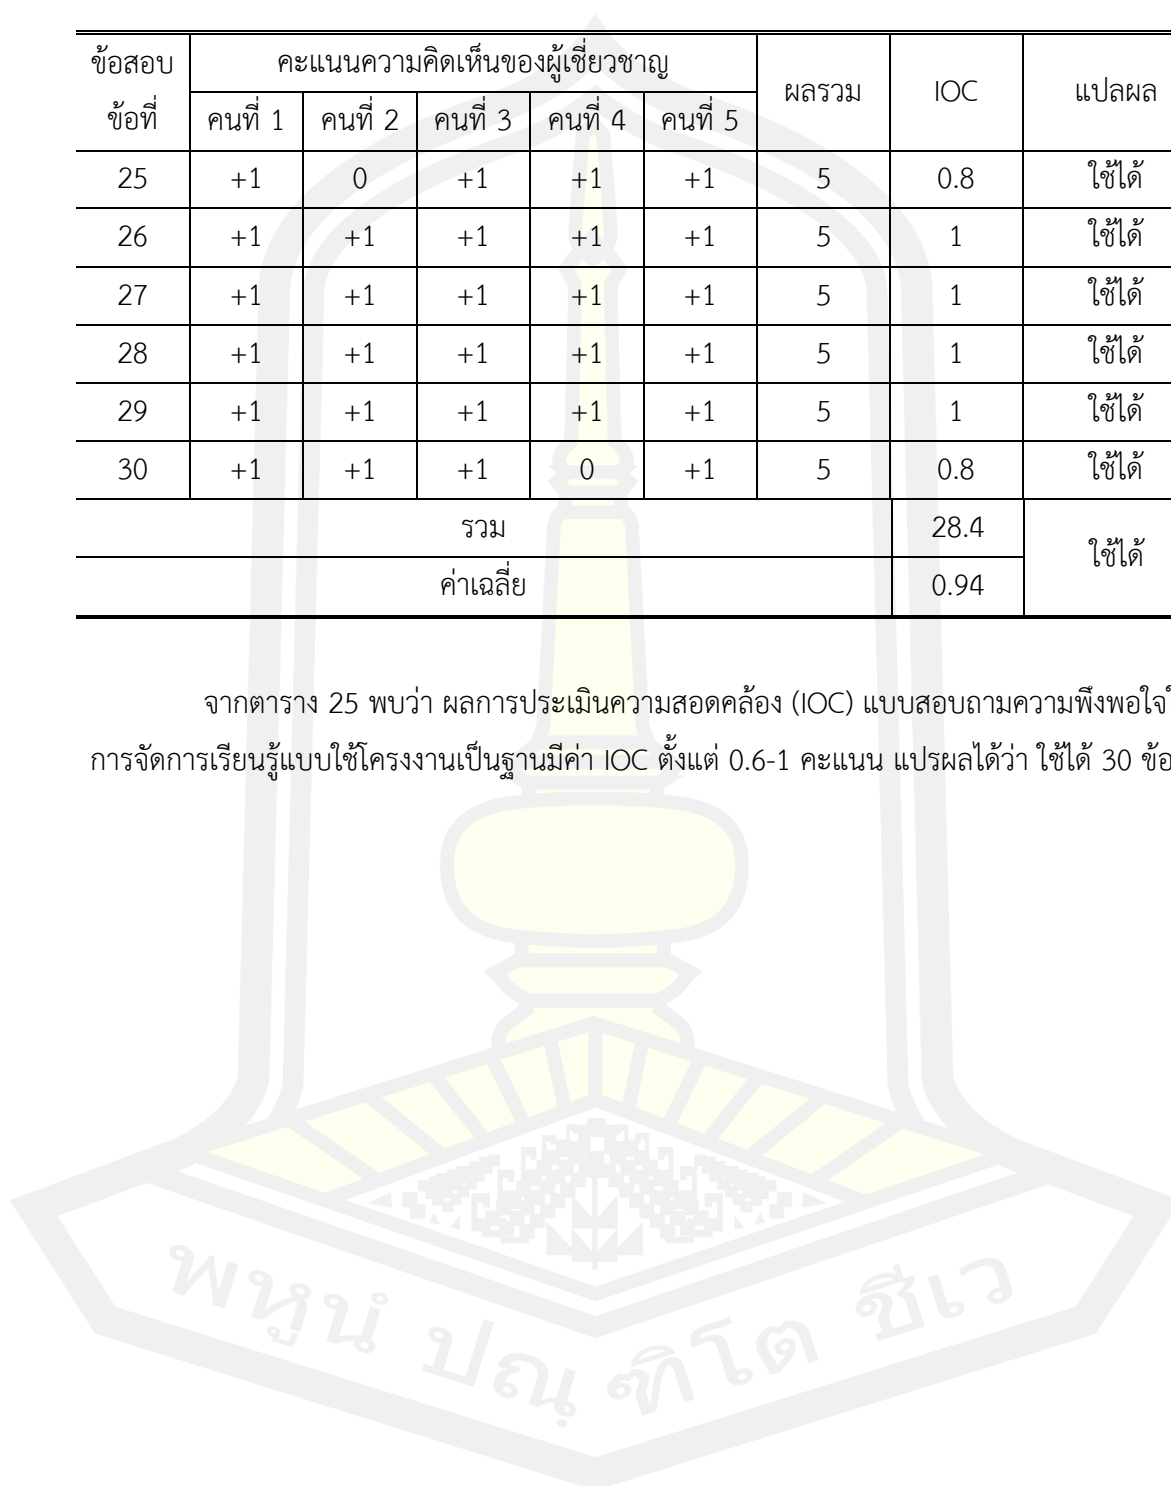 ข้อสอบ คะแนนความคิดเห็นของผู้เชี่ยวชาญ ผลรวม IOC แปลผล
ข้อที่ คนที่ 1 คนที่ 2 คนที่ 3 คนที่ 4 คนที่ 5
25 +1 0 +1 +1 +1 5 0.8 ใช้ได้
26 +1 +1 +1 +1 +1 5 1 ใช้ได้
27 +1 +1 +1 +1 +1 5 1 ใช้ได้
28 +1 +1 +1 +1 +1 5 1 ใช้ได้
29 +1 +1 +1 +1 +1 5 1 ใช้ได้
30 +1 +1 +1 0 +1 5 0.8 ใช้ได้
รวม 28.4 ใช้ได้
ค่าเฉลี่ย 0.94
จากตาราง 25 พบว่า ผลการประเมินความสอดคล้อง (IOC) แบบสอบถามความพึงพอใจ
การจัดการเรียนรู้แบบใช้โครงงานเป็นฐานมีค่า IOC ตั้งแต่ 0.6-1 คะแนน แปรผลได้ว่า ใช้ได้ 30 ข้อ
พหูนํ ปณฺฑิโต ชีเว